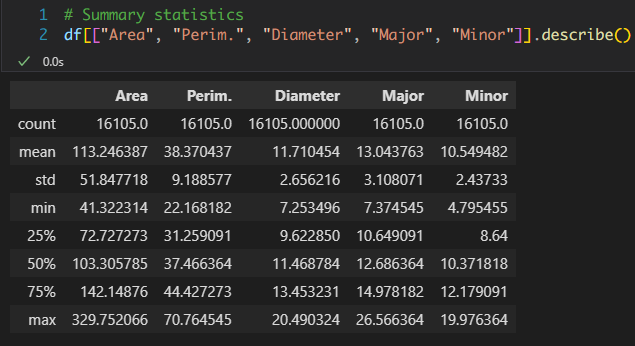 1 # Summary statistics
2 df[["Area", "Perim.", "Diameter", "Major", "Minor"]].describe()
0.0s
Area Perim. Diameter Major Minor
count 16105.0 16105.0 16105.000000 16105.0 16105.0
mean 113.246387 38.370437 11.710454 13.043763 10.549482
std 51.847718 9.188577 2.656216 3.108071 2.43733
min 41.322314 22.168182 7.253496 7.374545 4.795455
25% 72.727273 31.259091 9.622850 10.649091 8.64
50% 103.305785 37.466364 11.468784 12.686364 10.371818
75% 142.14876 44.427273 13.453231 14.978182 12.179091
max 329.752066 70.764545 20.490324 26.566364 19.976364